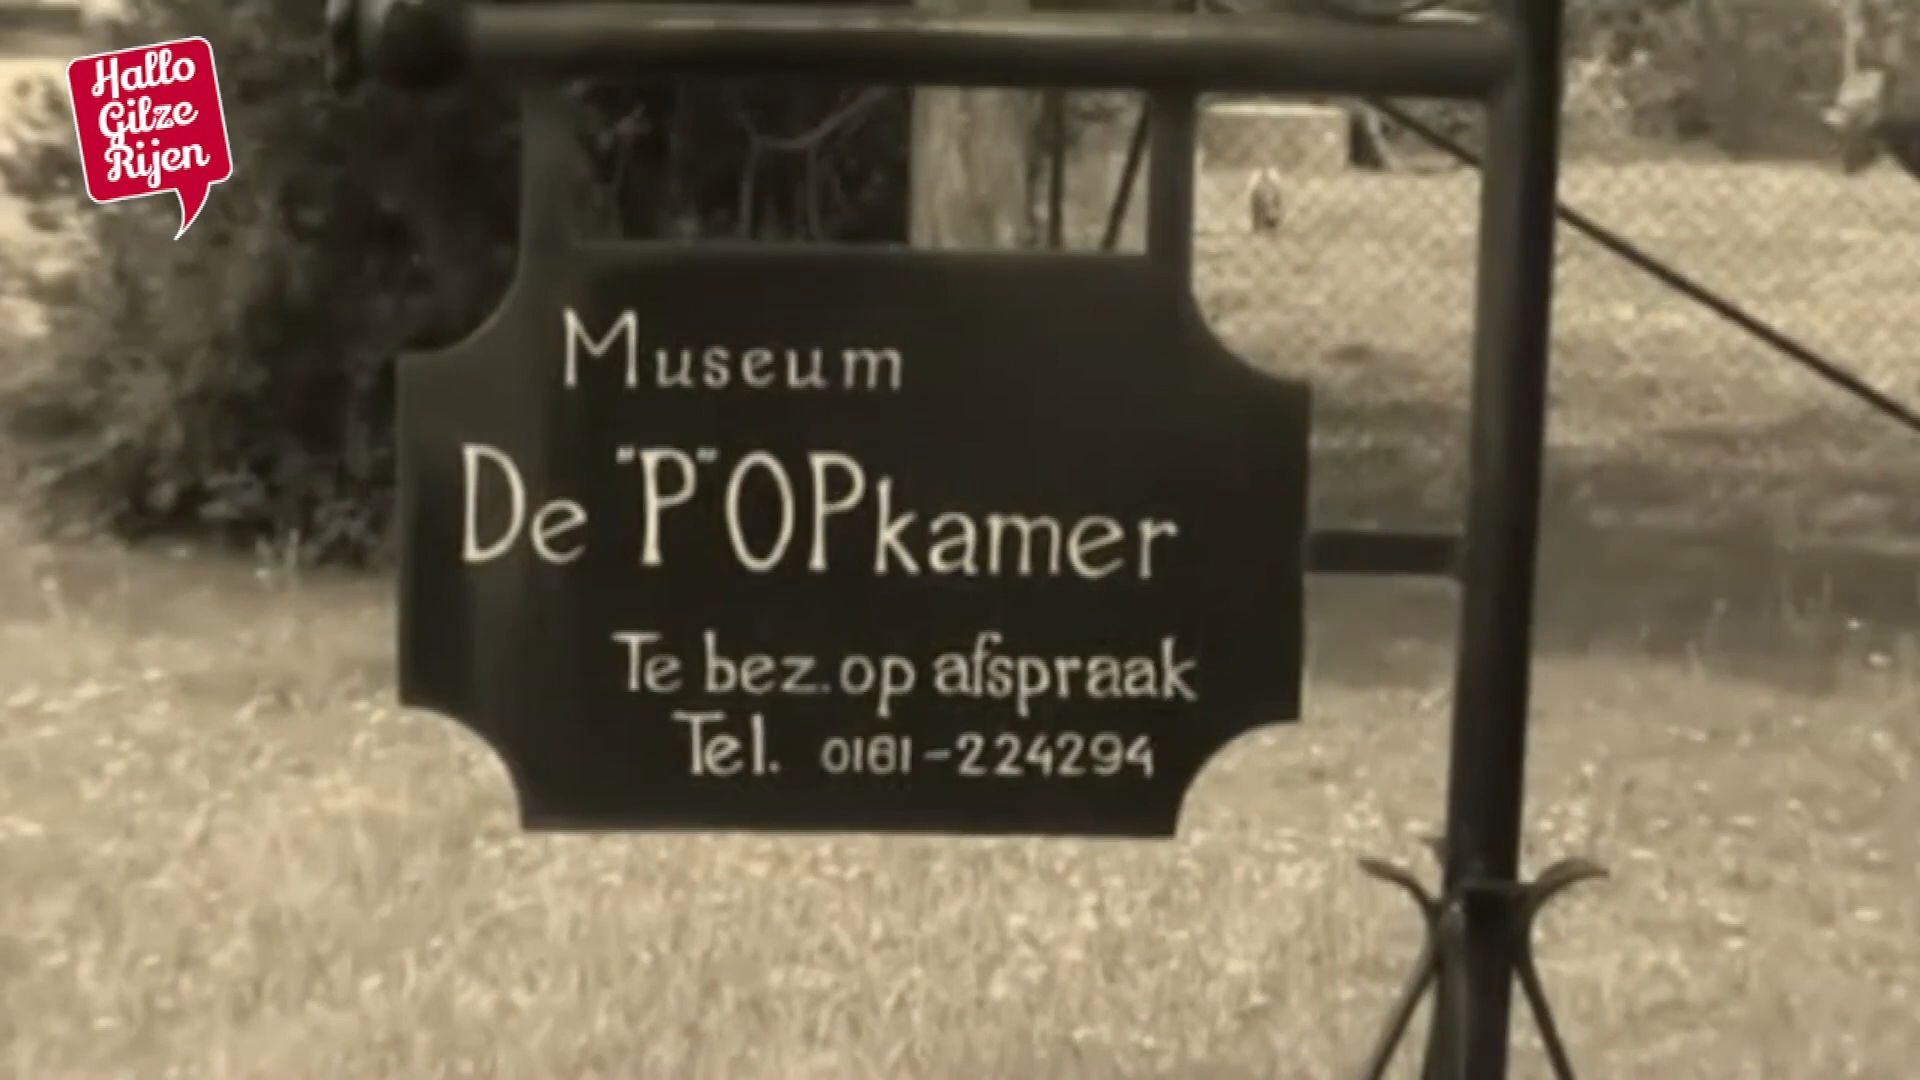 Hallo
Gilze
Rijen
Museum
De "P"OPkamer
Te bez. op afspraak
Tel. 0161-224294